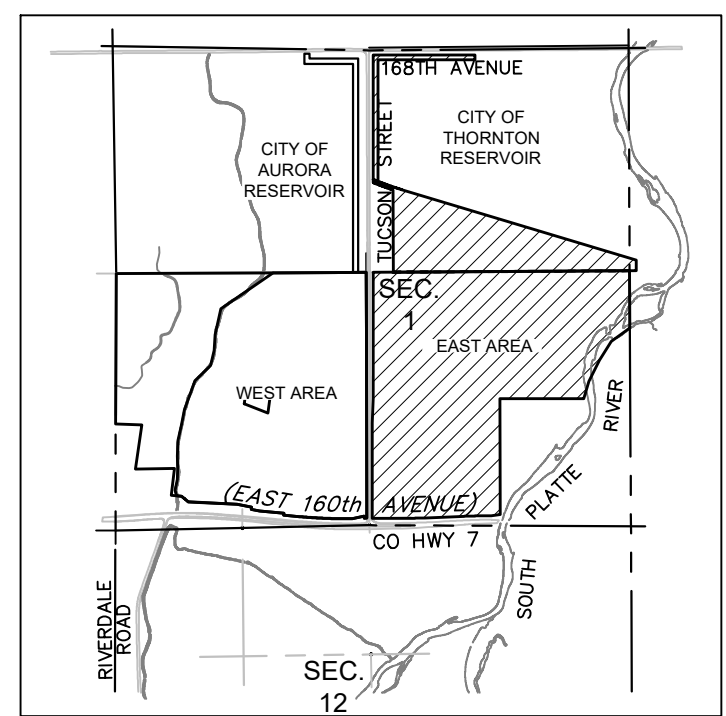 168TH AVENUE
CITY OF
AURORA
RESERVOIR
STREET
TUCSON
CITY OF
THORNTON
RESERVOIR
SEC.
1
EAST AREA
WEST AREA
RIVER
PLATTE
SOUTH
(EAST 160th AVENUE)
CO HWY 7
RIVERDALE
ROAD
SEC.
12